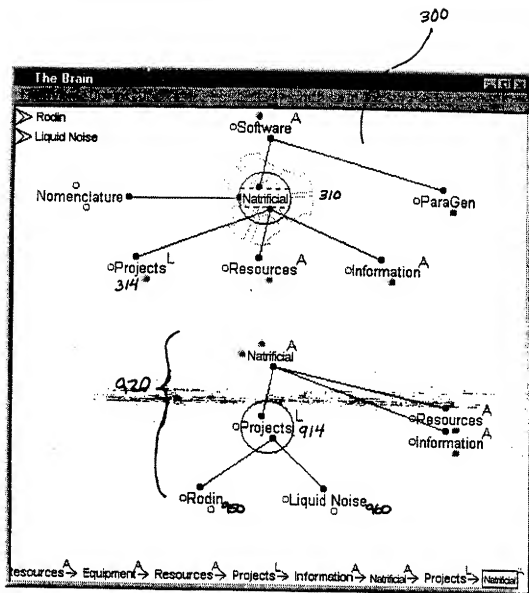 300
The Brain
Rodin
Liquid Noise
Software A
Nomenclature
Natrificial
310
ParaGen
Projects L
Resources A
Information A
314
Natrificial A
920
Resources A
Projects L
914
Information A
Rodin 950
Liquid Noise 960
esources A → Equipment A → Resources A → Projects L → Information A → Natrificial A → Projects L → Natrificial A